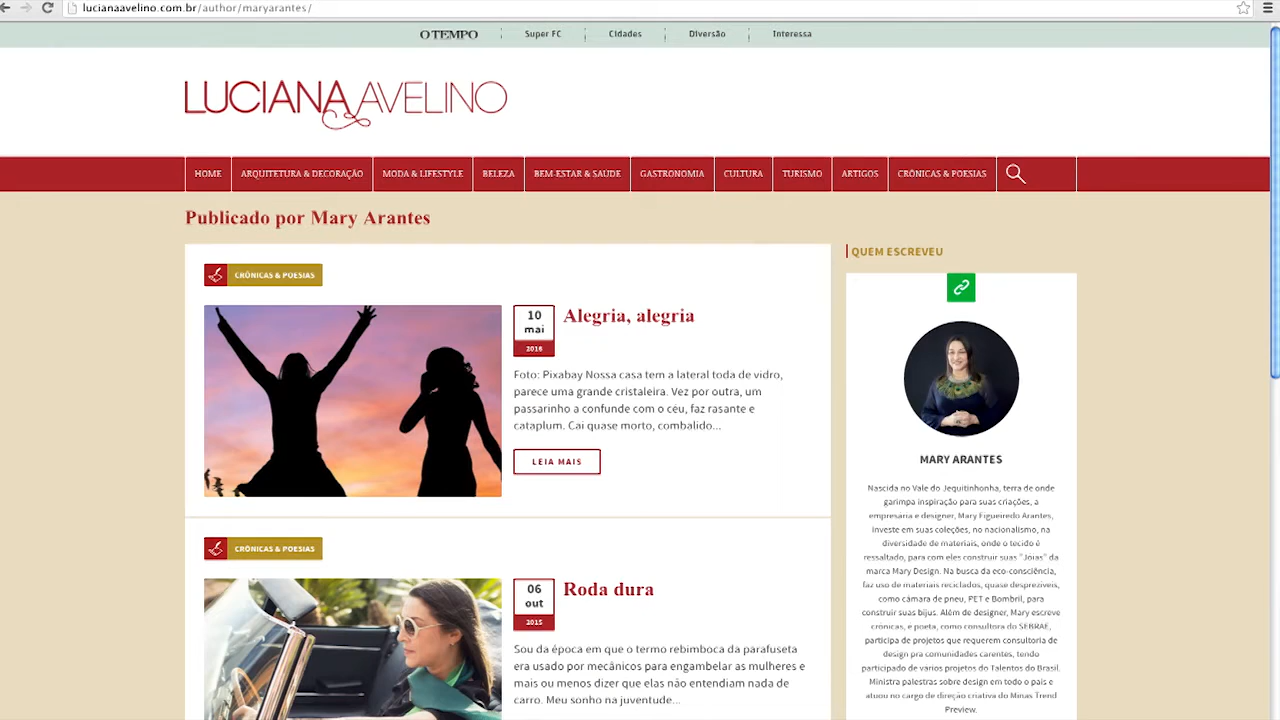 lucianaavelino.com.br/author/maryarantes/
O TEMPO
Super FC
Cidades
Diversão
Interessa
LUCIANA AVELINO
HOME
ARQUITETURA & DECORAÇÃO
MODA & LIFESTYLE
BELEZA
BEM-ESTAR & SAÚDE
GASTRONOMIA
CULTURA
TURISMO
ARTIGOS
CRÔNICAS & POESIAS
Publicado por Mary Arantes
CRÔNICAS & POESIAS
10
mai
2016
Alegria, alegria
Foto: Pixabay Nossa casa tem a lateral toda de vidro,
parece uma grande cristaleira. Vez por outra, um
passarinho a confunde com o céu, faz rasante e
cataplum. Cai quase morto, combalido...
LEIA MAIS
CRÔNICAS & POESIAS
06
out
2015
Roda dura
Sou da época em que o termo rebimboca da parafuseta
era usado por mecânicos para engambelar as mulheres e
mais ou menos dizer que elas não entendiam nada de
carro. Meu sonho na juventude...
QUEM ESCREVEU
MARY ARANTES
Nascida no Vale do Jequitinhonha, terra de onde
garimpa inspiração para suas criações, a
empresária e designer, Mary Figueiredo Arantes,
investe em suas coleções, no nacionalismo, na
diversidade de materiais, onde o tecido é
ressaltado, para com eles construir suas "Joias" da
marca Mary Design. Na busca da eco-consciência,
faz uso de materiais reciclados, quase desprezíveis,
como câmara de pneu, PET e Bombril, para
construir suas bijus. Além de designer, Mary escreve
crônicas, e poeta, como consultora do SEBRAE,
participa de projetos que requerem consultoria de
design pra comunidades carentes, tendo
participado de vários projetos do Talentos do Brasil.
Ministra palestras sobre design em todo o país e
atuou no cargo de direção criativa do Minas Trend
Preview.